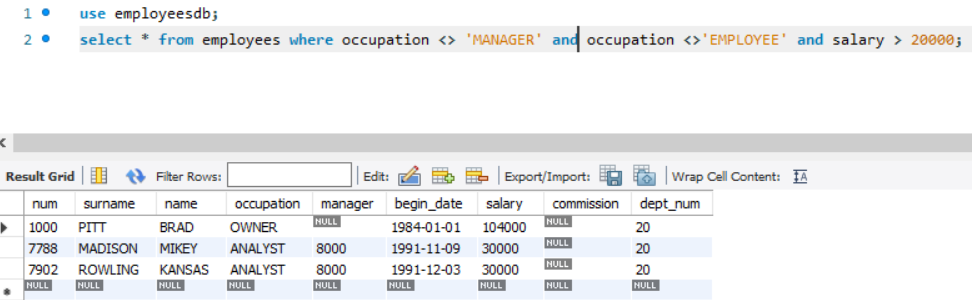 1 use employeesdb;
2 select * from employees where occupation <> 'MANAGER' and occupation <>'EMPLOYEE' and salary > 20000;
Result Grid Filter Rows: Edit: Export/Import: Wrap Cell Content: IA
num surname name occupation manager begin_date salary commission dept_num
1000 PITT BRAD OWNER NULL 1984-01-01 104000 NULL 20
7788 MADISON MIKEY ANALYST 8000 1991-11-09 30000 NULL 20
7902 ROWLING KANSAS ANALYST 8000 1991-12-03 30000 NULL 20
NULL NULL NULL NULL NULL NULL NULL NULL NULL